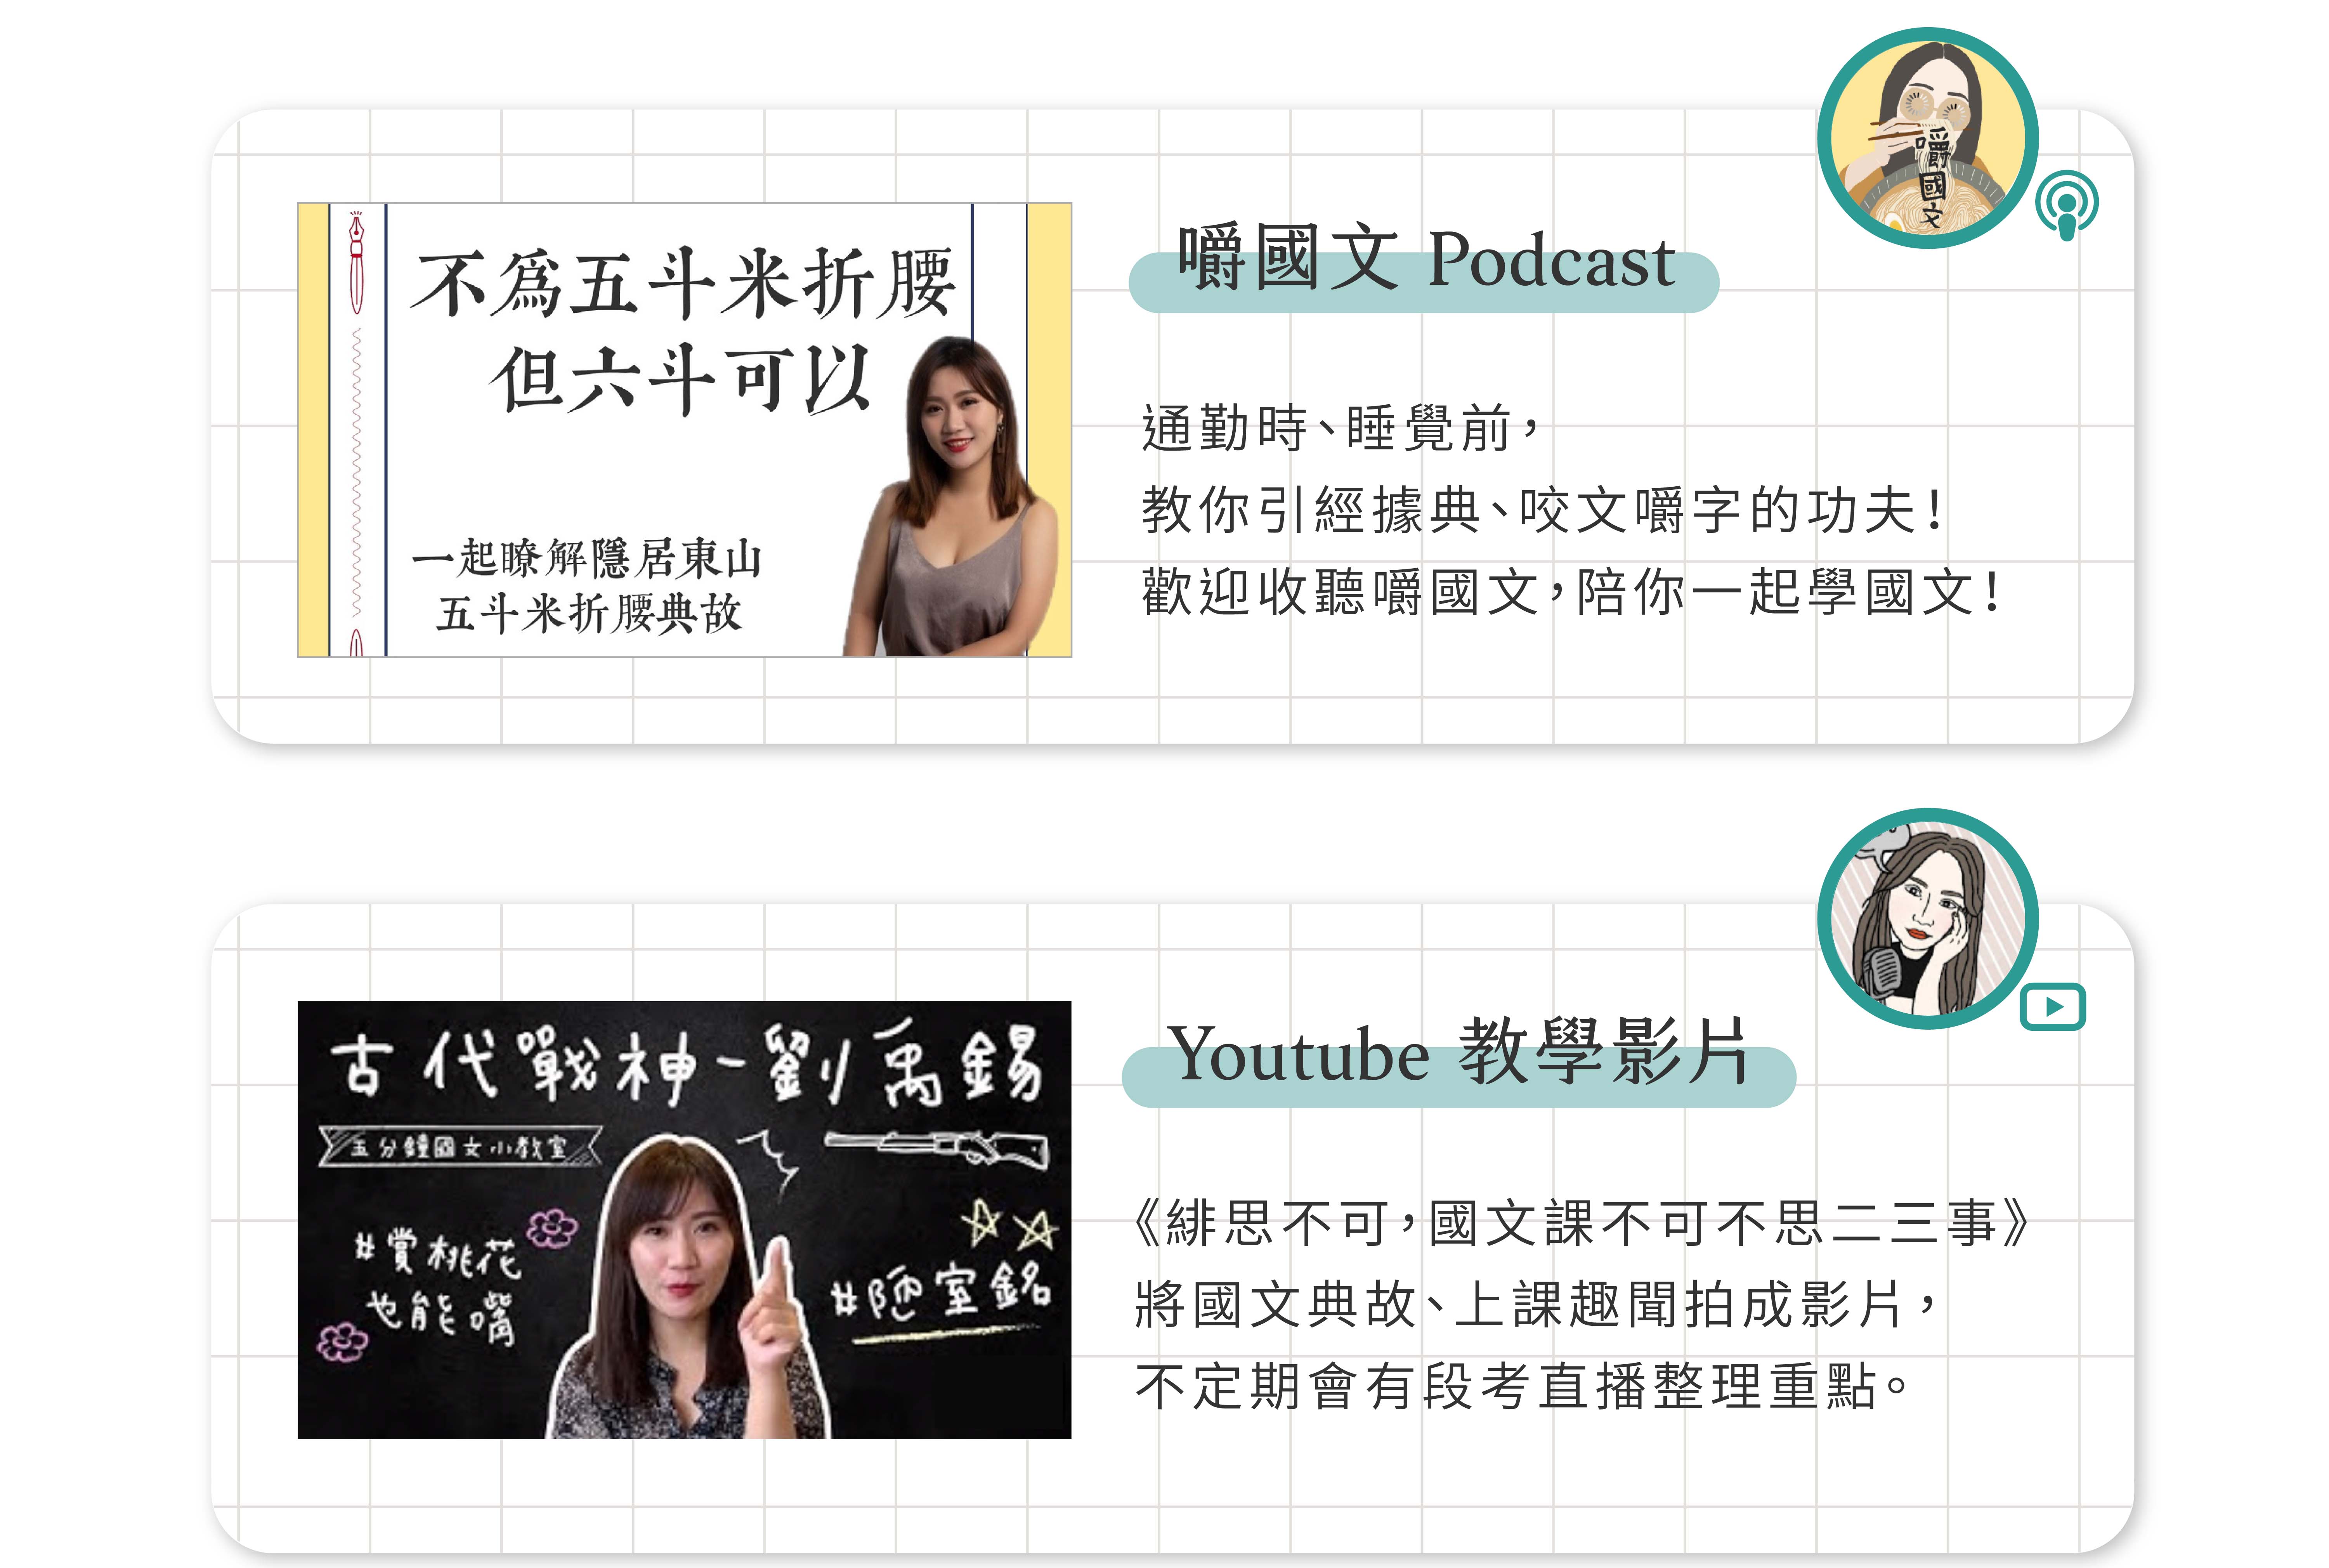 嚼國文
嚼國文 Podcast
不為五斗米折腰
但六斗可以
一起瞭解隱居東山
五斗米折腰典故
通勤時、睡覺前，
教你引經據典、咬文嚼字的功夫！
歡迎收聽嚼國文，陪你一起學國文！
Youtube 教學影片
古代戰神-劉禹錫
五分鐘國文小教室
#賞桃花
也能嘴
#陋室銘
《緋思不可，國文課不可不思二三事》
將國文典故、上課趣聞拍成影片，
不定期會有段考直播整理重點。